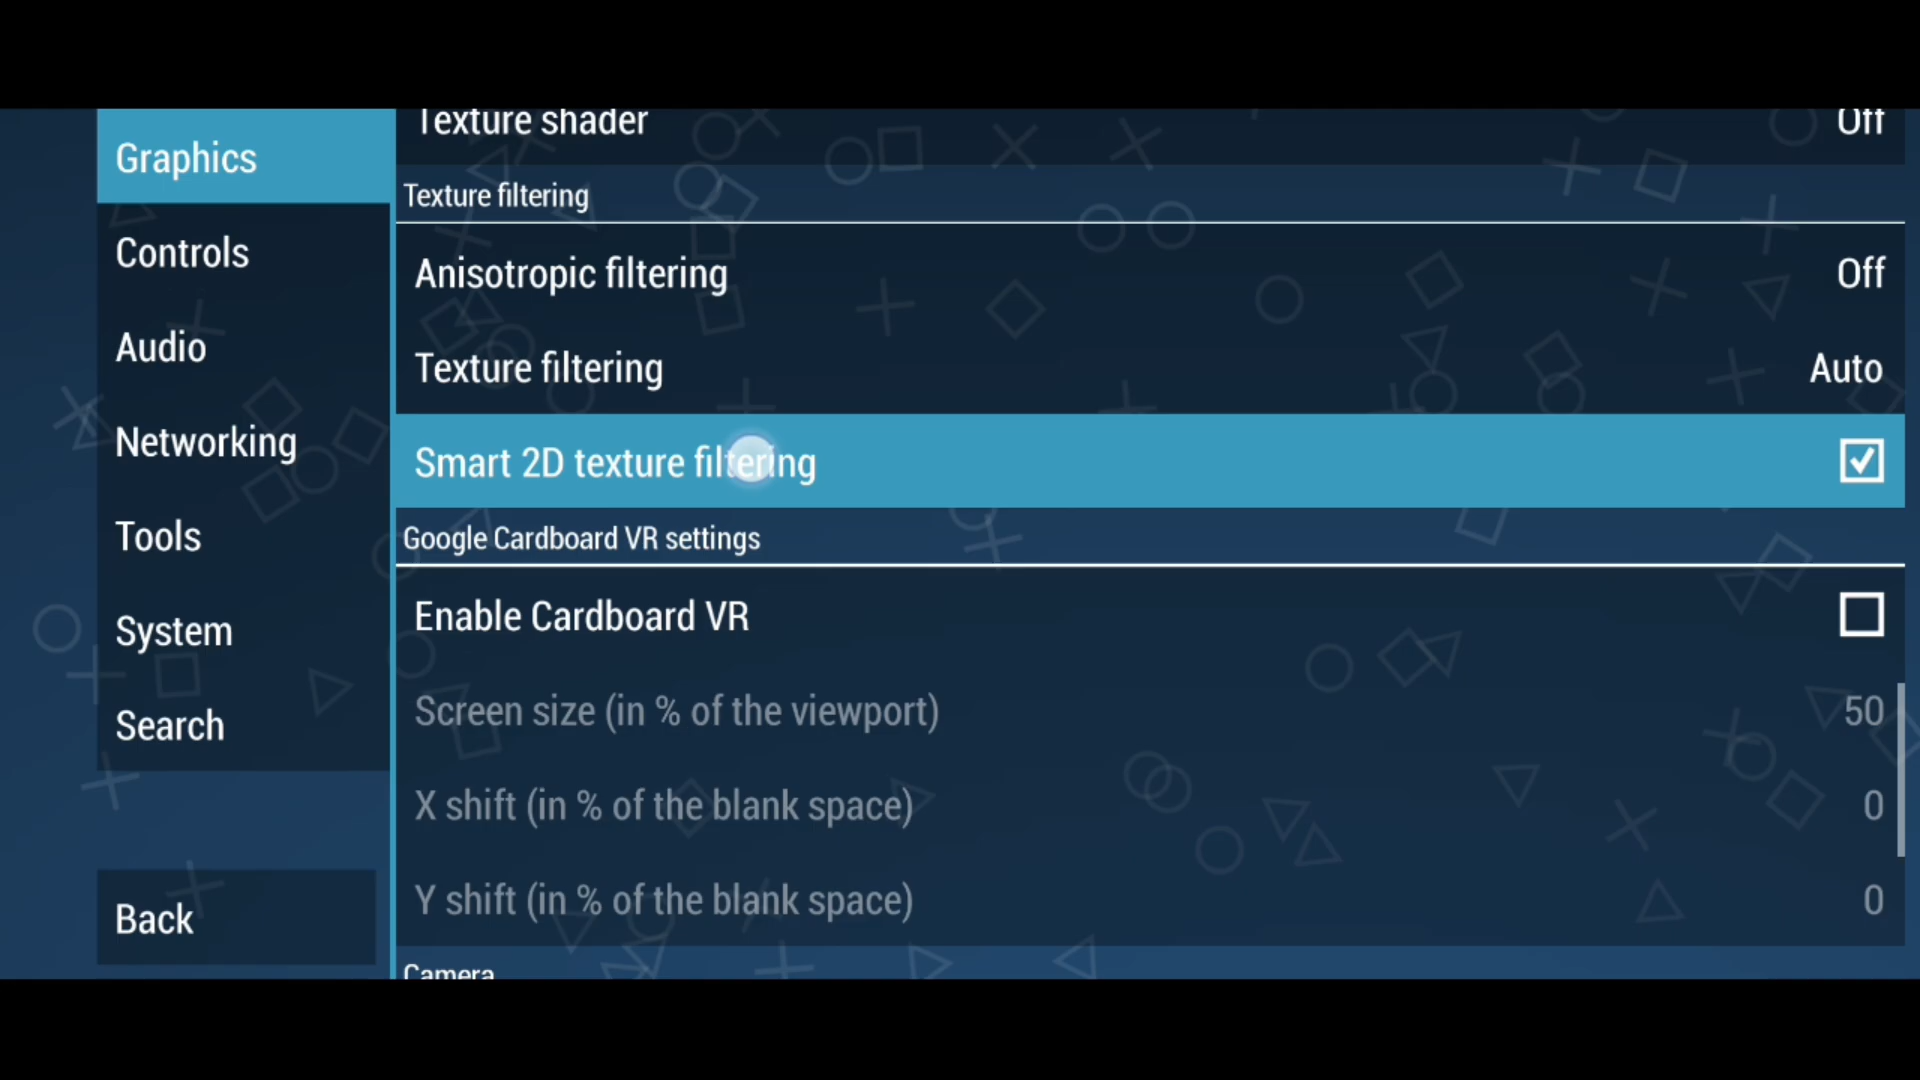 Graphics
Controls
Audio
Networking
Tools
System
Search
Back
Texture shader Off
Texture filtering
Anisotropic filtering Off
Texture filtering Auto
Smart 2D texture filtering
Google Cardboard VR settings
Enable Cardboard VR
Screen size (in % of the viewport) 50
X shift (in % of the blank space) 0
Y shift (in % of the blank space) 0
Camera